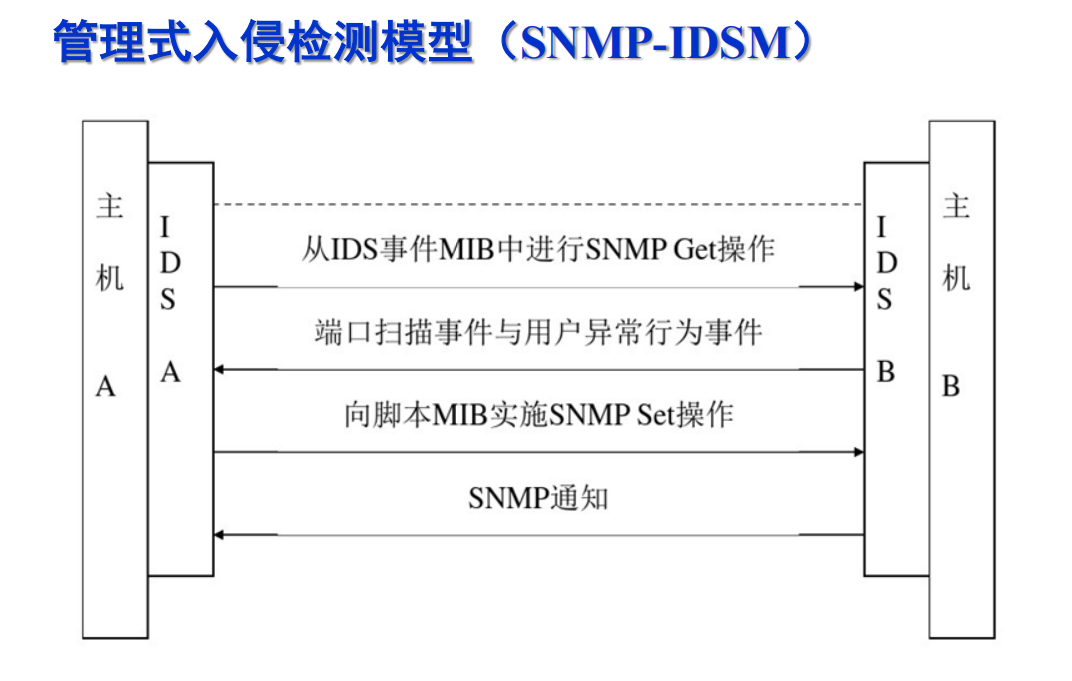 管理式入侵检测模型（SNMP-IDSM）
主机 A
IDS A
从IDS事件MIB中进行SNMP Get操作
端口扫描事件与用户异常行为事件
向脚本MIB实施SNMP Set操作
SNMP通知
IDS B
主机 B